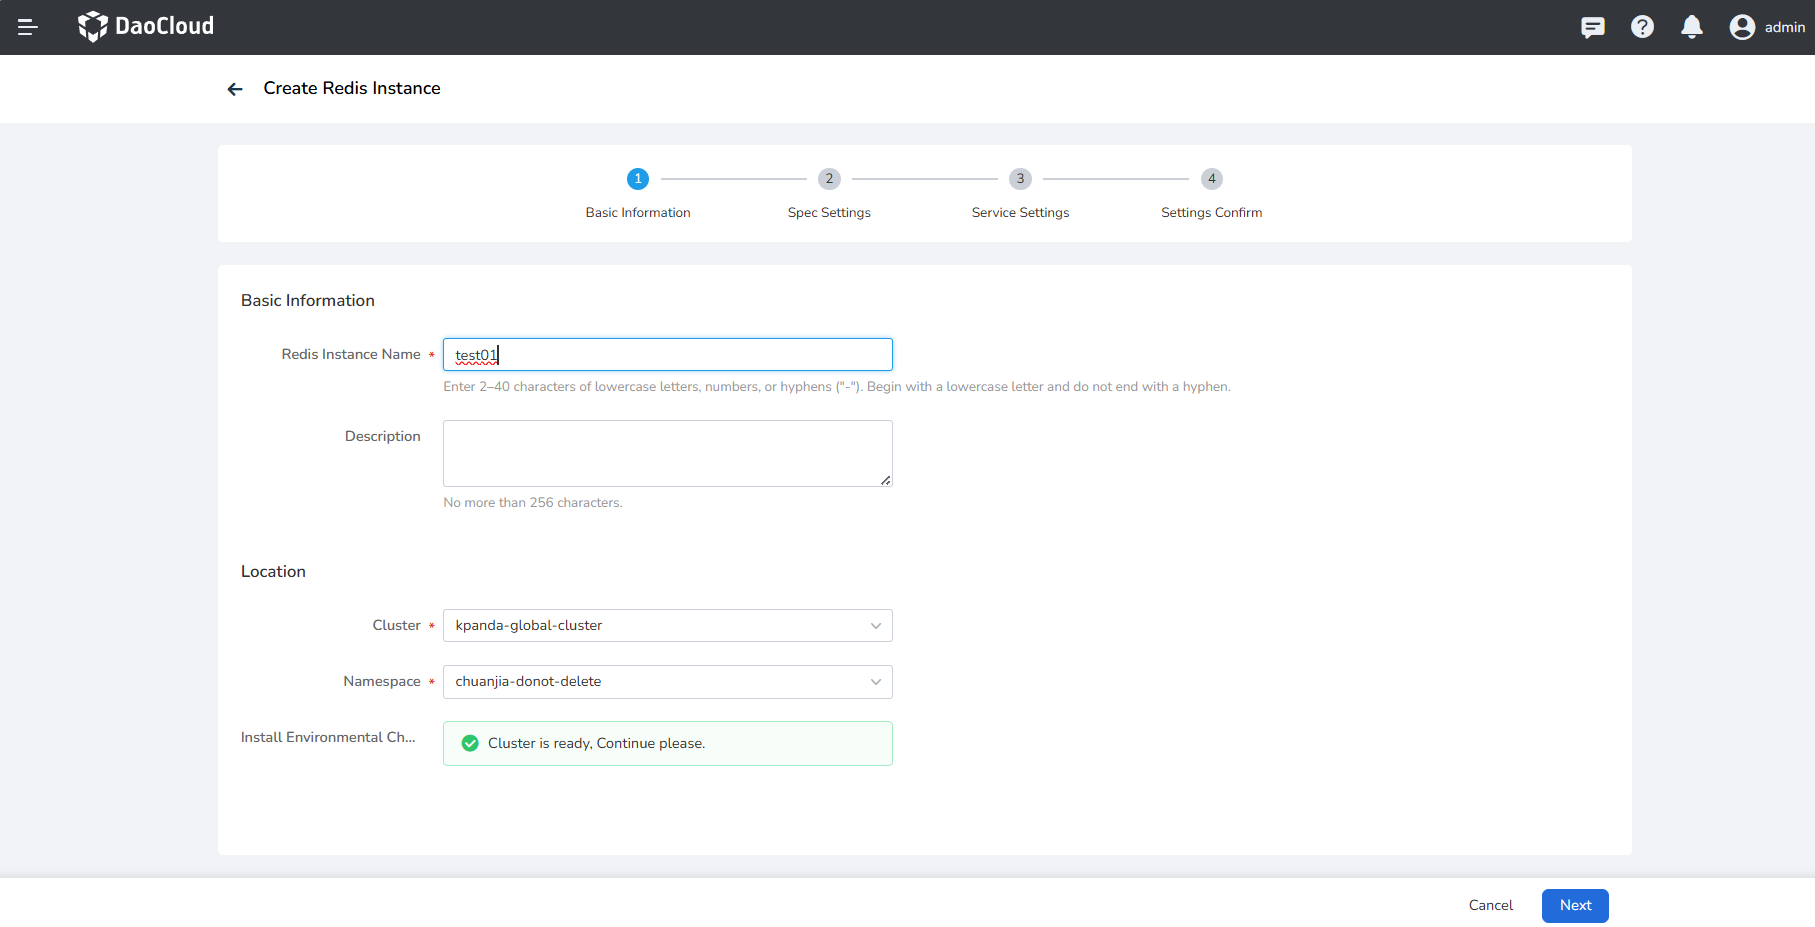 DaoCloud
admin
Create Redis Instance
1
2
3
4
Basic Information
Spec Settings
Service Settings
Settings Confirm
Basic Information
Redis Instance Name *
test01
Enter 2–40 characters of lowercase letters, numbers, or hyphens ("-"). Begin with a lowercase letter and do not end with a hyphen.
Description
No more than 256 characters.
Location
Cluster *
kpanda-global-cluster
Namespace *
chuanjia-donot-delete
Install Environmental Ch...
Cluster is ready, Continue please.
Cancel
Next